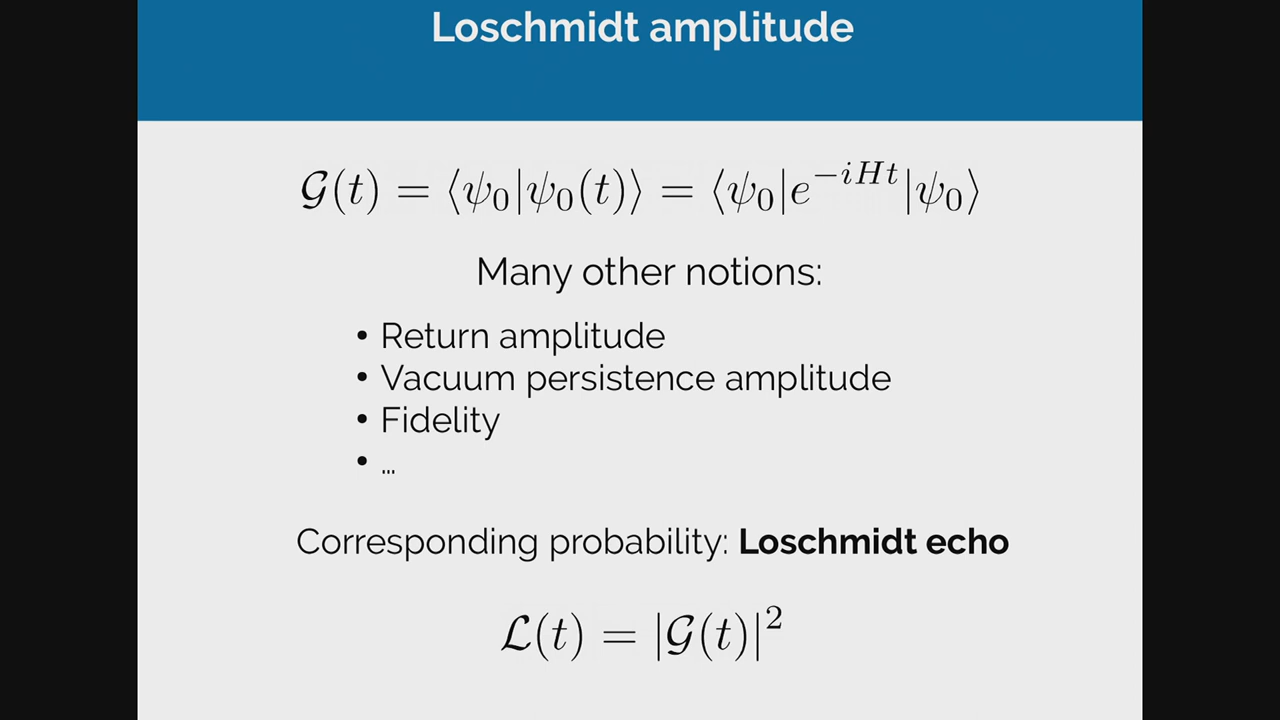 Loschmidt amplitude
𝒢(t) = ⟨ψ₀|ψ₀(t)⟩ = ⟨ψ₀|e^{−iHt}|ψ₀⟩
Many other notions:
• Return amplitude
• Vacuum persistence amplitude
• Fidelity
• …
Corresponding probability: Loschmidt echo
ℒ(t) = |𝒢(t)|²